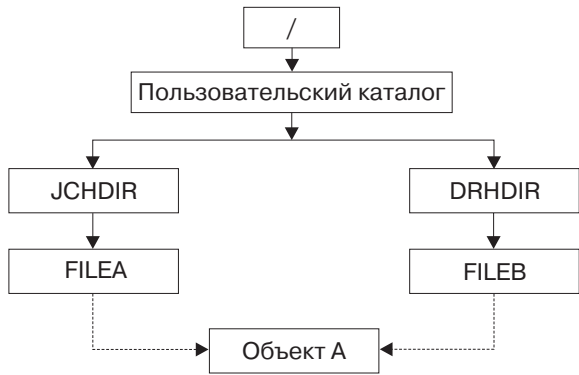 /
Пользовательский каталог
JCHDIR
DRHDIR
FILEA
FILEB
Объект A